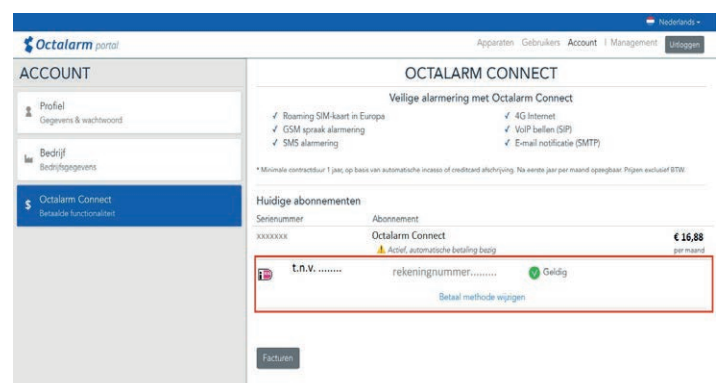 Nederlands
Octalarm portal
Apparaten Gebruikers Account | Management Uitloggen
ACCOUNT
Profiel
Gegevens & wachtwoord
Bedrijf
Bedrijfsgegevens
$ Octalarm Connect
Betaalde functionaliteit
OCTALARM CONNECT
Veilige alarmering met Octalarm Connect
✓ Roaming SIM-kaart in Europa
✓ GSM spraak alarmering
✓ SMS alarmering
✓ 4G Internet
✓ VoIP bellen (SIP)
✓ E-mail notificatie (SMTP)
* Minimale contractduur 1 jaar, op basis van automatische incasso of creditcard afschrijving. Na eerste jaar per maand opzegbaar. Prijzen exclusief BTW.
Huidige abonnementen
Serienummer Abonnement
xxxxxxx Octalarm Connect € 16,88
Actief, automatische betaling bezig per maand
t.n.v. ........ rekeningnummer......... Geldig
Betaal methode wijzigen
Facturen